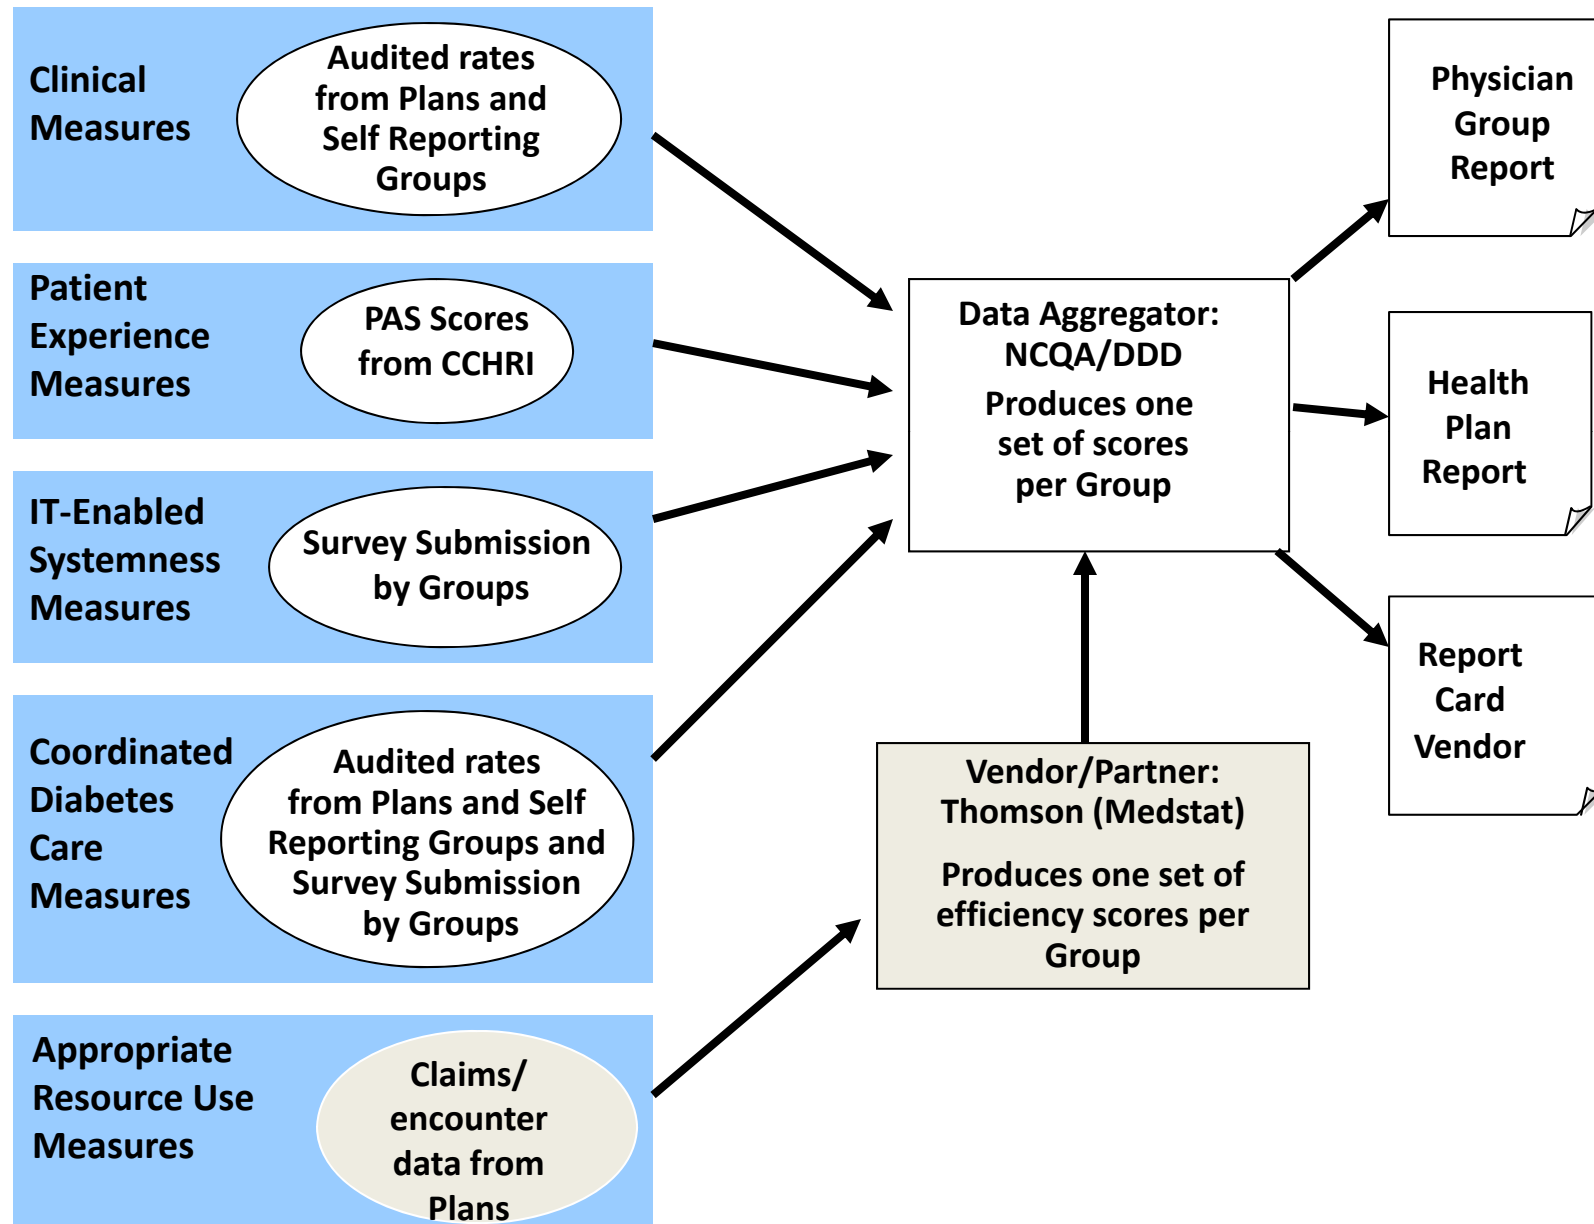 Clinical
Measures
Audited rates
from Plans and
Self Reporting
Groups
Patient
Experience
Measures
PAS Scores
from CCHRI
IT-Enabled
Systemness
Measures
Survey Submission
by Groups
Coordinated
Diabetes
Care
Measures
Audited rates
from Plans and Self
Reporting Groups and
Survey Submission
by Groups
Appropriate
Resource Use
Measures
Claims/
encounter
data from
Plans
Data Aggregator:
NCQA/DDD
Produces one
set of scores
per Group
Vendor/Partner:
Thomson (Medstat)
Produces one set of
efficiency scores per
Group
Physician
Group
Report
Health
Plan
Report
Report
Card
Vendor